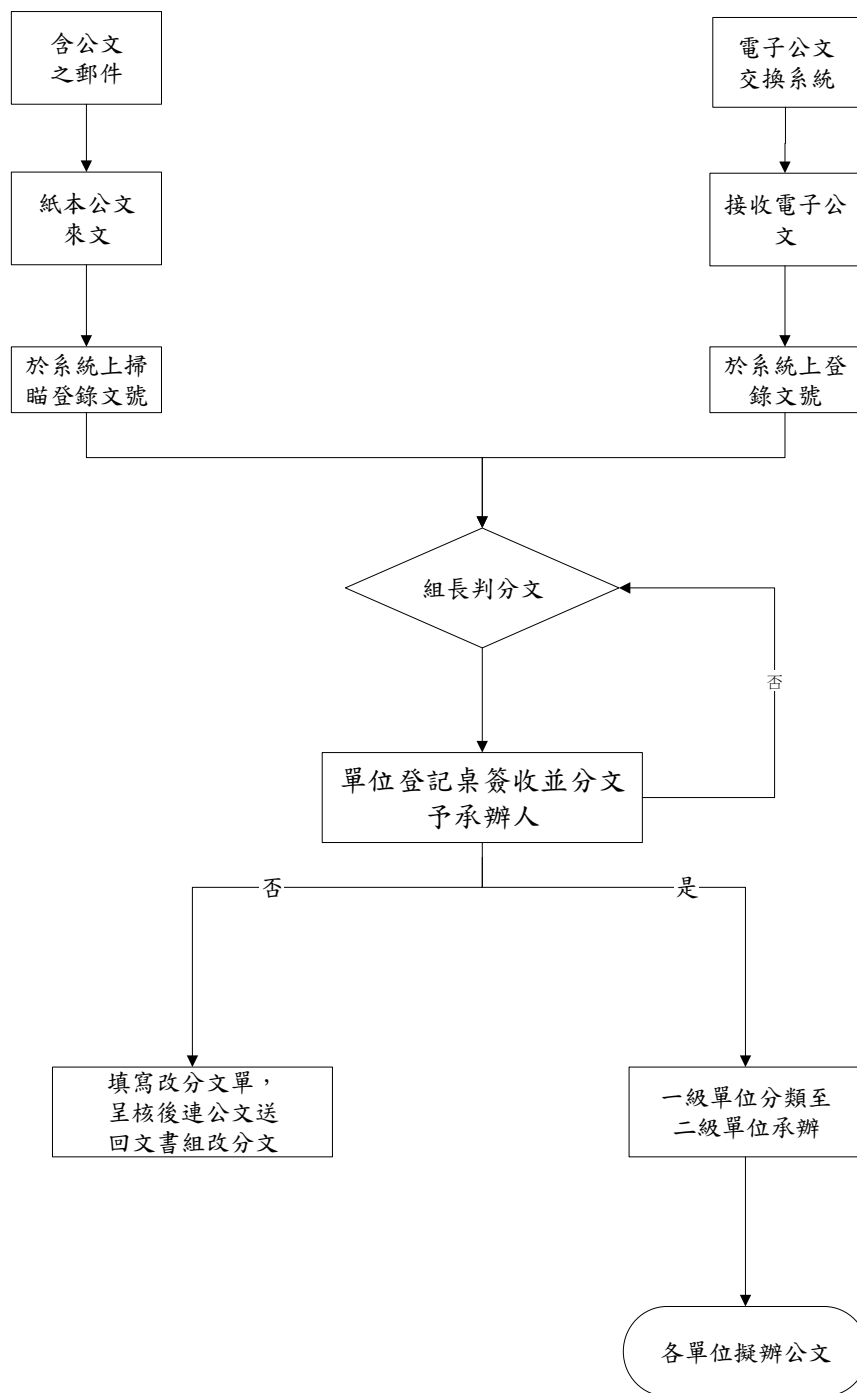 含公文
之郵件
電子公文
交換系統
紙本公文
來文
接收電子公
文
於系統上掃
瞄登錄文號
於系統上登
錄文號
組長判分文
否
單位登記桌簽收並分文
予承辦人
否
是
填寫改分文單，
呈核後連公文送
回文書組改分文
一級單位分類至
二級單位承辦
各單位擬辦公文